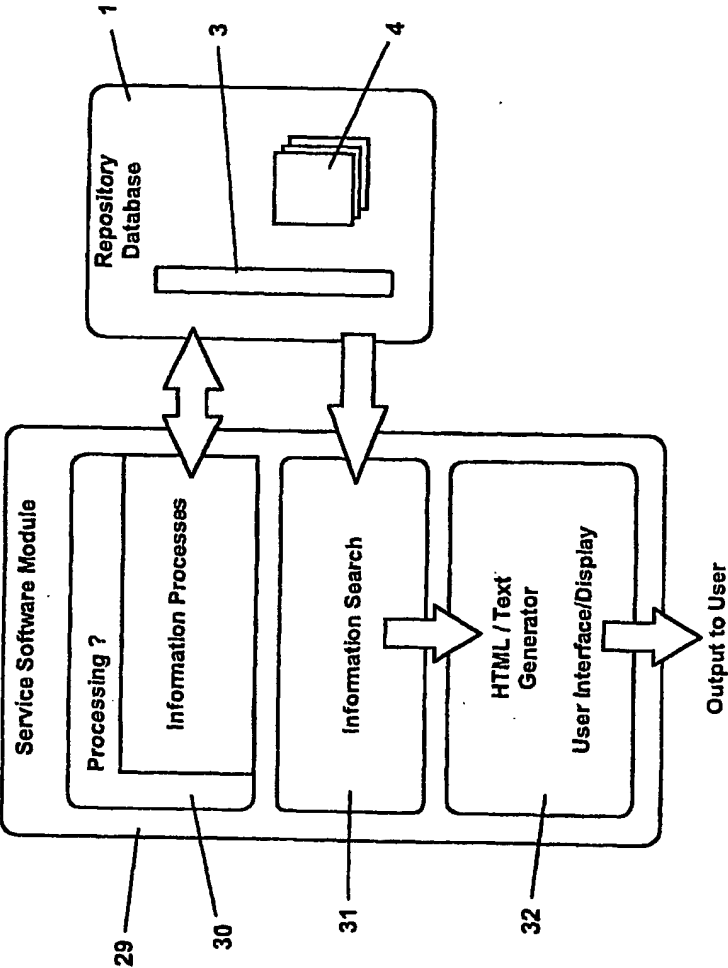 Service Software Module
Processing ?
Information Processes
Information Search
HTML / Text
Generator
User Interface/Display
Output to User
Repository
Database
1
3
4
29
30
31
32